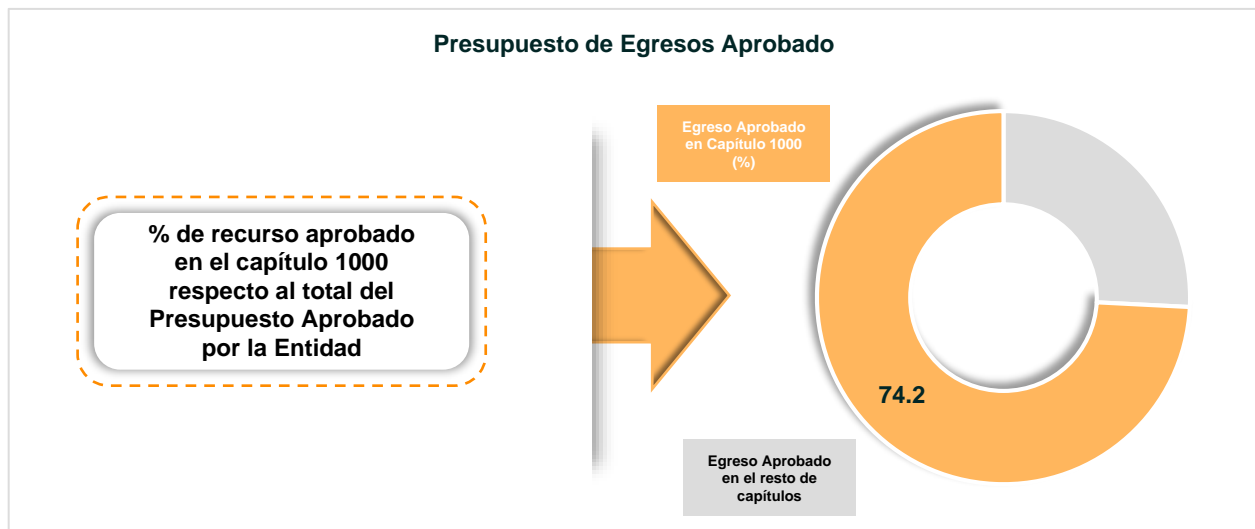 Presupuesto de Egresos Aprobado
% de recurso aprobado
en el capítulo 1000
respecto al total del
Presupuesto Aprobado
por la Entidad
Egreso Aprobado
en Capítulo 1000
(%)
74.2
Egreso Aprobado
en el resto de
capítulos